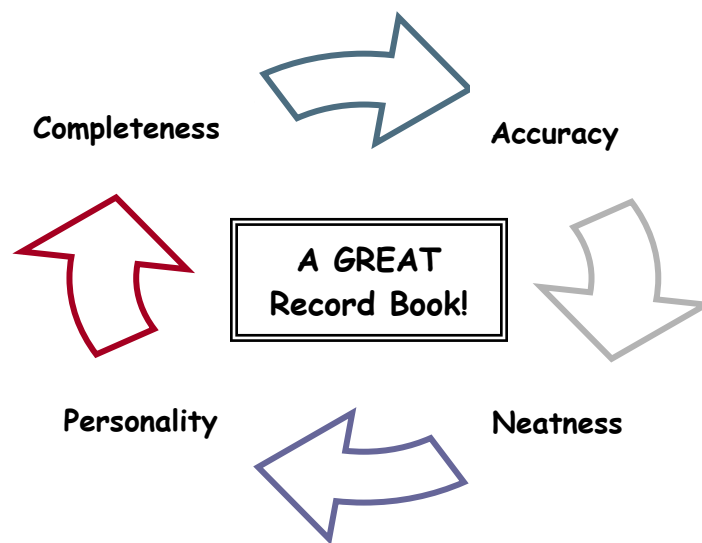 Completeness
Accuracy
A GREAT
Record Book!
Personality
Neatness